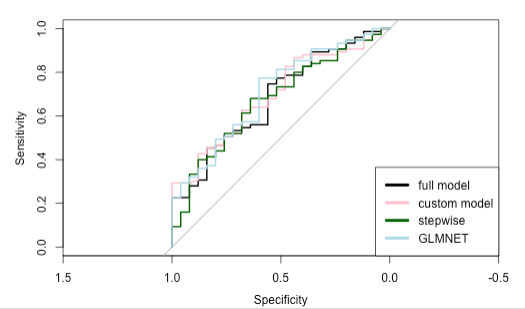 1.0
0.8
0.6
0.4
0.2
0.0
Sensitivity
full model
custom model
stepwise
GLMNET
1.5 1.0 0.5 0.0 -0.5
Specificity